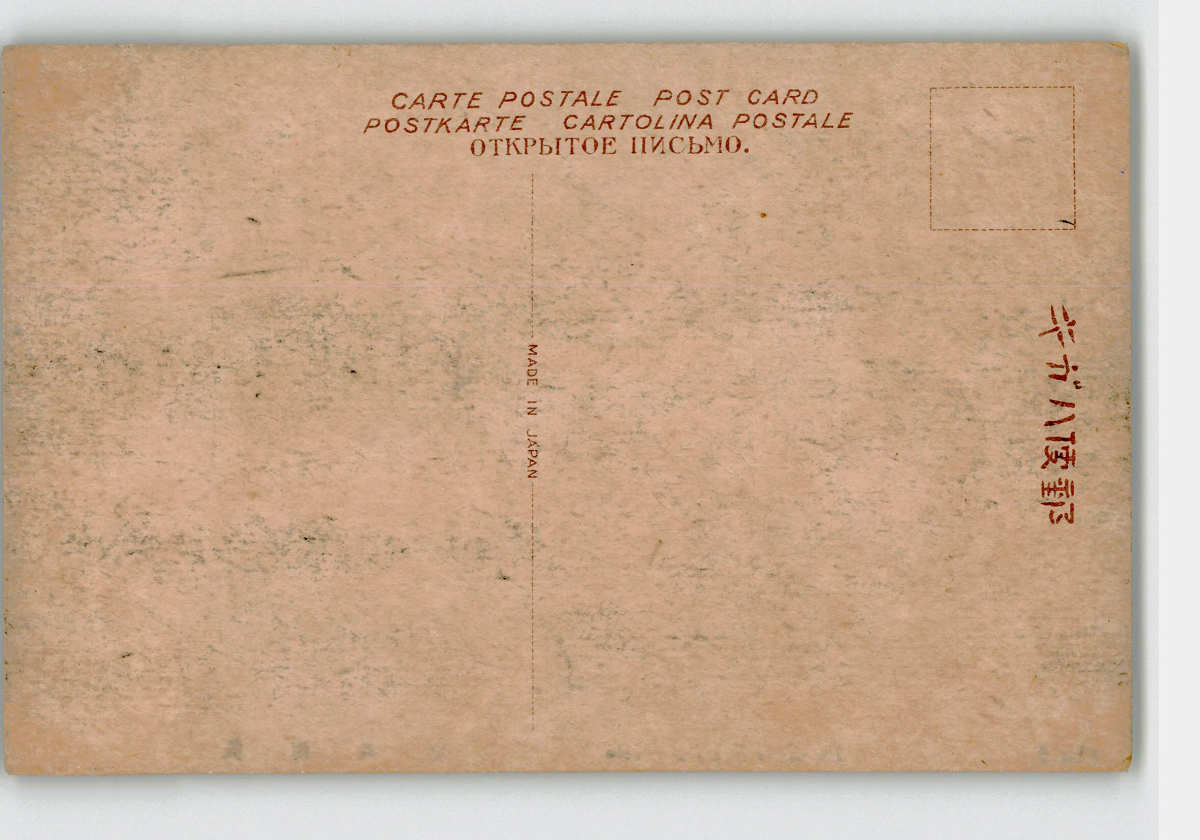 CARTE POSTALE POST CARD
POSTKARTE CARTOLINA POSTALE
ОТКРЫТОЕ ПИСЬМО.
MADE IN JAPAN
郵便ハガキ